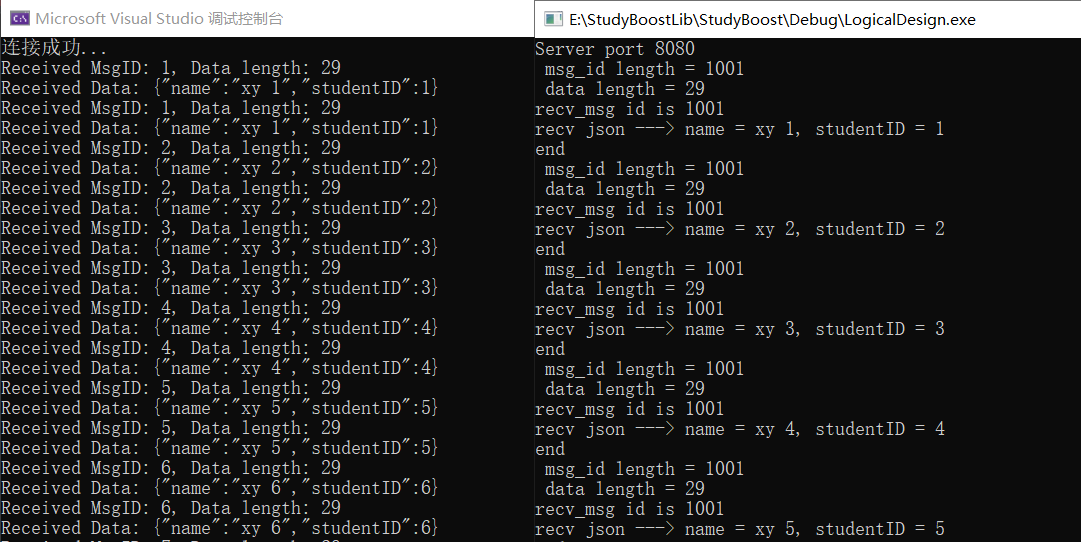 Microsoft Visual Studio 调试控制台
连接成功...
Received MsgID: 1, Data length: 29
Received Data: {"name":"xy 1","studentID":1}
Received MsgID: 1, Data length: 29
Received Data: {"name":"xy 1","studentID":1}
Received MsgID: 2, Data length: 29
Received Data: {"name":"xy 2","studentID":2}
Received MsgID: 2, Data length: 29
Received Data: {"name":"xy 2","studentID":2}
Received MsgID: 3, Data length: 29
Received Data: {"name":"xy 3","studentID":3}
Received MsgID: 3, Data length: 29
Received Data: {"name":"xy 3","studentID":3}
Received MsgID: 4, Data length: 29
Received Data: {"name":"xy 4","studentID":4}
Received MsgID: 4, Data length: 29
Received Data: {"name":"xy 4","studentID":4}
Received MsgID: 5, Data length: 29
Received Data: {"name":"xy 5","studentID":5}
Received MsgID: 5, Data length: 29
Received Data: {"name":"xy 5","studentID":5}
Received MsgID: 6, Data length: 29
Received Data: {"name":"xy 6","studentID":6}
Received MsgID: 6, Data length: 29
Received Data: {"name":"xy 6","studentID":6}
E:\StudyBoostLib\StudyBoost\Debug\LogicalDesign.exe
Server port 8080
 msg_id length = 1001
 data length = 29
recv_msg id is 1001
recv json ---> name = xy 1, studentID = 1
end
 msg_id length = 1001
 data length = 29
recv_msg id is 1001
recv json ---> name = xy 2, studentID = 2
end
 msg_id length = 1001
 data length = 29
recv_msg id is 1001
recv json ---> name = xy 3, studentID = 3
end
 msg_id length = 1001
 data length = 29
recv_msg id is 1001
recv json ---> name = xy 4, studentID = 4
end
 msg_id length = 1001
 data length = 29
recv_msg id is 1001
recv json ---> name = xy 5, studentID = 5